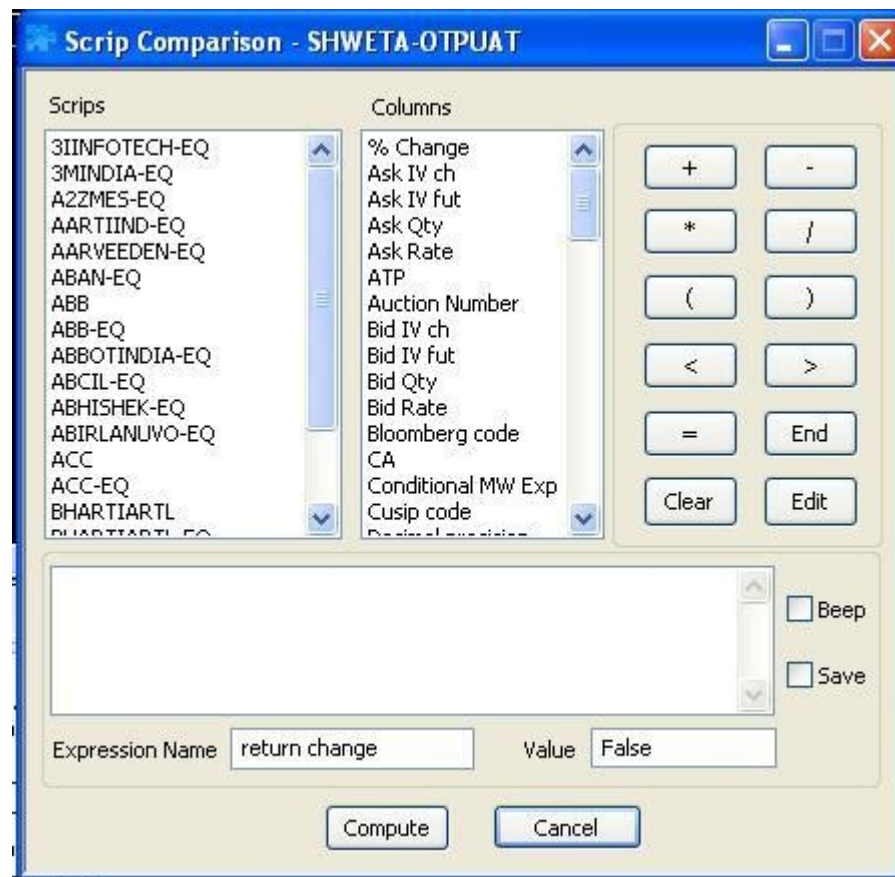 Scrip Comparison - SHWETA-OTPUAT
Scrips
3IINFOTECH-EQ
3MINDIA-EQ
A2ZMES-EQ
AARTIIND-EQ
AARVEEDEN-EQ
ABAN-EQ
ABB
ABB-EQ
ABBOTINDIA-EQ
ABCIL-EQ
ABHISHEK-EQ
ABIRLANUVO-EQ
ACC
ACC-EQ
BHARTIARTL
Columns
% Change
Ask IV ch
Ask IV fut
Ask Qty
Ask Rate
ATP
Auction Number
Bid IV ch
Bid IV fut
Bid Qty
Bid Rate
Bloomberg code
CA
Conditional MW Exp
Cusip code
+ -
* /
( )
< >
= End
Clear Edit
Beep
Save
Expression Name return change Value False
Compute Cancel